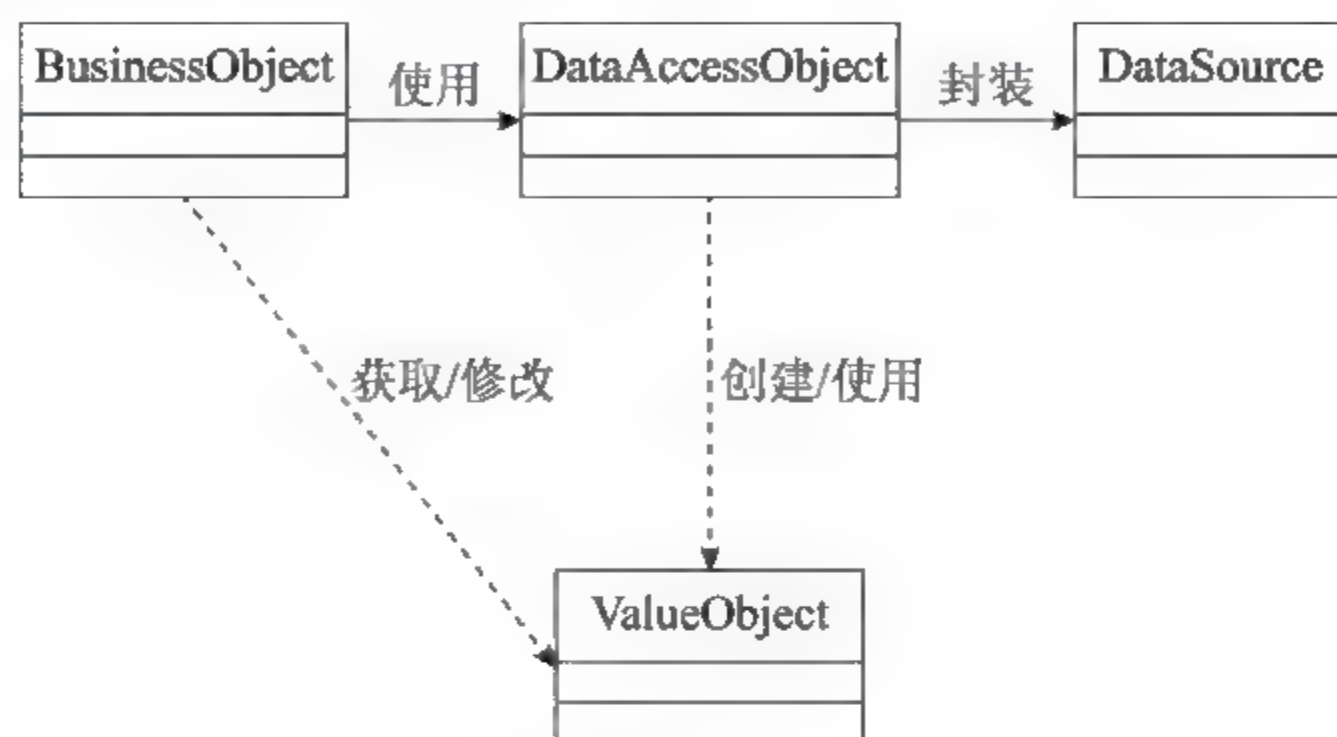 BusinessObject
使用
DataAccessObject
封装
DataSource
获取/修改
创建/使用
ValueObject